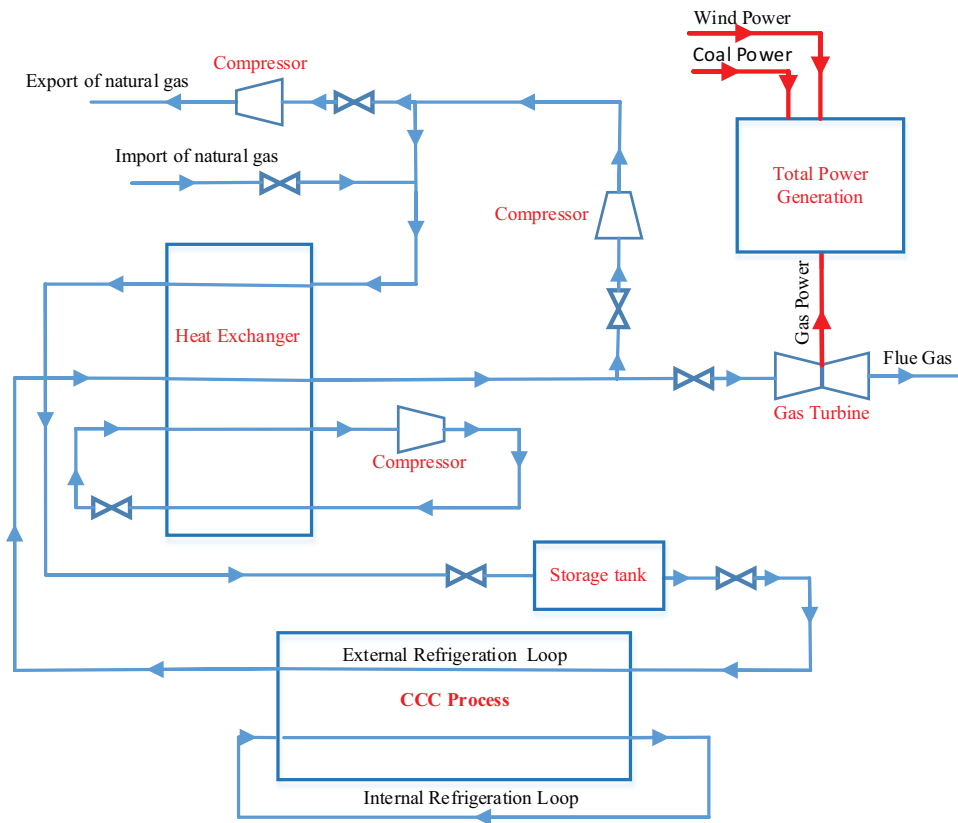 Wind Power
Coal Power
Compressor
Export of natural gas
Import of natural gas
Total Power
Generation
Compressor
Gas Power
Heat Exchanger
Flue Gas
Gas Turbine
Compressor
Storage tank
External Refrigeration Loop
CCC Process
Internal Refrigeration Loop